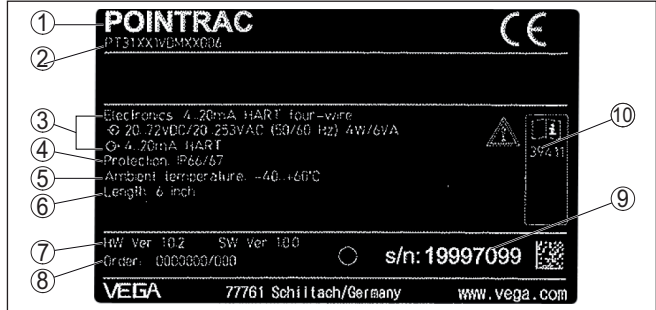 1 POINTRAC
2 PT31XX1VDMXX006
3 Electronics 4..20mA HART four-wire
20..72VDC/20..253VAC (50/60 Hz) 4W/6VA
4..20mA HART
4 Protection: IP66/67
5 Ambient temperature: -40..+60°C
6 Length 6 inch
10 39411
9
7 HW Ver 1.0.2 SW Ver 1.0.0
8 Order: 0000000/000
s/n: 19997099
VEGA 77761 Schiltach/Germany www.vega.com